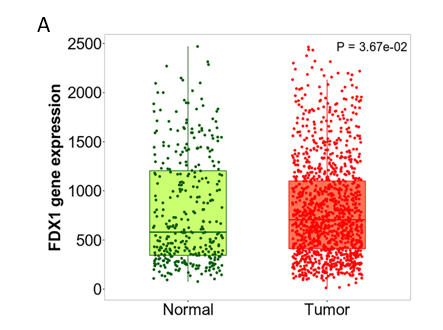 A
P = 3.67e-02
FDX1 gene expression
2500
2000
1500
1000
500
0
Normal Tumor